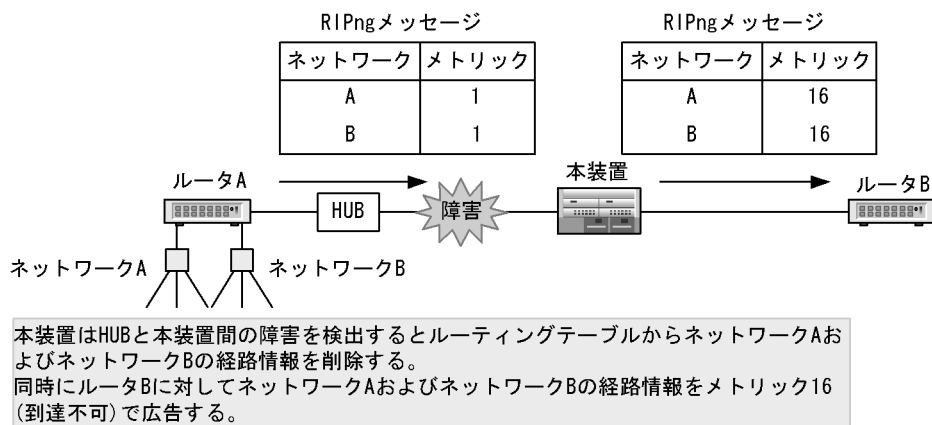 RIPngメッセージ
ネットワーク メトリック
A 1
B 1
RIPngメッセージ
ネットワーク メトリック
A 16
B 16
ルータA
HUB
障害
本装置
ルータB
ネットワークA
ネットワークB
本装置はHUBと本装置間の障害を検出するとルーティングテーブルからネットワークAお
よびネットワークBの経路情報を削除する。
同時にルータBに対してネットワークAおよびネットワークBの経路情報をメトリック16
(到達不可)で広告する。